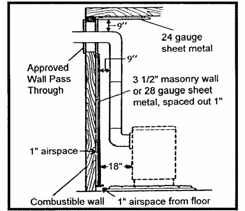 9"
24 gauge
sheet metal
Approved
Wall Pass
Through
9"
3 1/2" masonry wall
or 28 gauge sheet
metal, spaced out 1"
1" airspace
18"
Combustible wall
1" airspace from floor